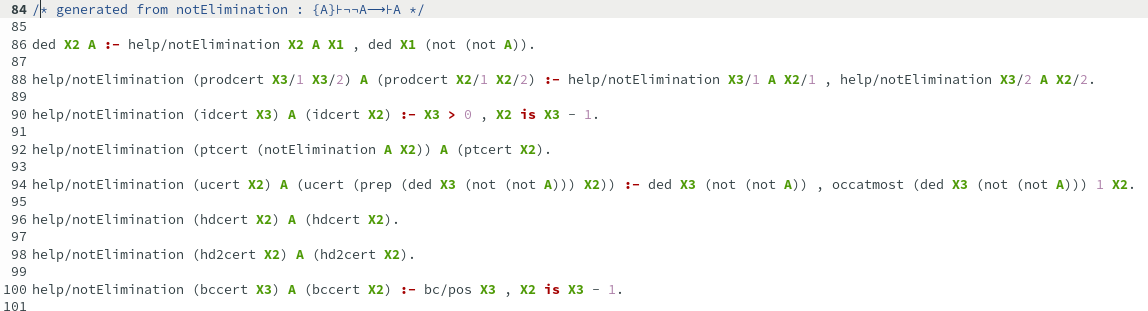 84 /* generated from notElimination : {A}⊦¬¬A⟶⊦A */
85
86 ded X2 A :- help/notElimination X2 A X1 , ded X1 (not (not A)).
87
88 help/notElimination (prodcert X3/1 X3/2) A (prodcert X2/1 X2/2) :- help/notElimination X3/1 A X2/1 , help/notElimination X3/2 A X2/2.
89
90 help/notElimination (idcert X3) A (idcert X2) :- X3 > 0 , X2 is X3 - 1.
91
92 help/notElimination (ptcert (notElimination A X2)) A (ptcert X2).
93
94 help/notElimination (ucert X2) A (ucert (prep (ded X3 (not (not A))) X2)) :- ded X3 (not (not A)) , occatmost (ded X3 (not (not A))) 1 X2.
95
96 help/notElimination (hdcert X2) A (hdcert X2).
97
98 help/notElimination (hd2cert X2) A (hd2cert X2).
99
100 help/notElimination (bccert X3) A (bccert X2) :- bc/pos X3 , X2 is X3 - 1.
101